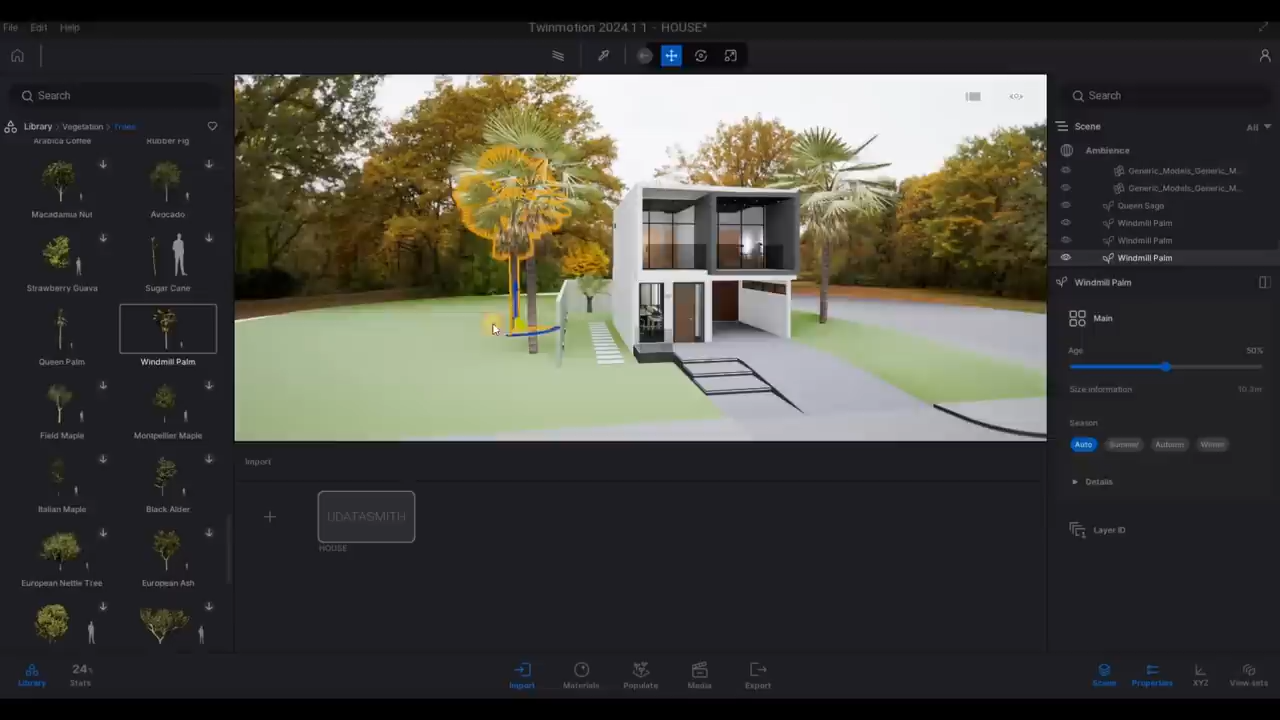 File Edit Help
Twinmotion 2024.1 1 - HOUSE*
Search
Library > Vegetation > Trees
Arabica Coffee Rubber Fig
Macadamia Nut Avocado
Strawberry Guava Sugar Cane
Queen Palm Windmill Palm
Field Maple Montpellier Maple
Italian Maple Black Alder
European Nettle Tree European Ash
Import
UDATASMITH
HOUSE
Search
Scene All
Ambience
Generic_Models_Generic_M...
Generic_Models_Generic_M...
Queen Sago
Windmill Palm
Windmill Palm
Windmill Palm
Windmill Palm
Main
Age 50%
Size information 10.3m
Season
Auto Summer Autumn Winter
Details
Layer ID
Library
24%
Stats
Import Materials Populate Media Export
Scene Properties XYZ View sets